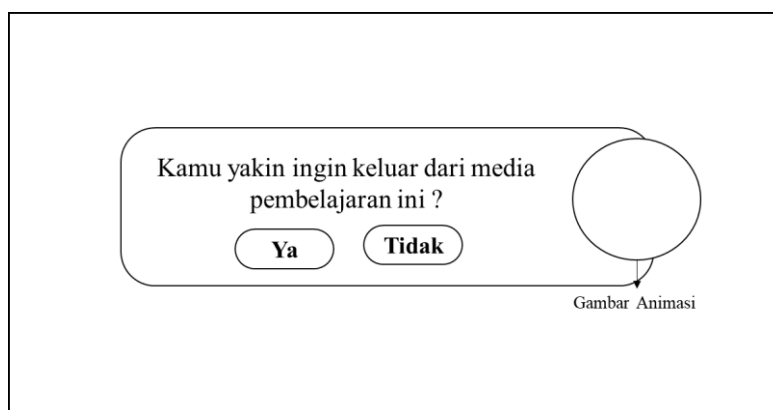 Kamu yakin ingin keluar dari media
pembelajaran ini ?
Ya
Tidak
Gambar Animasi